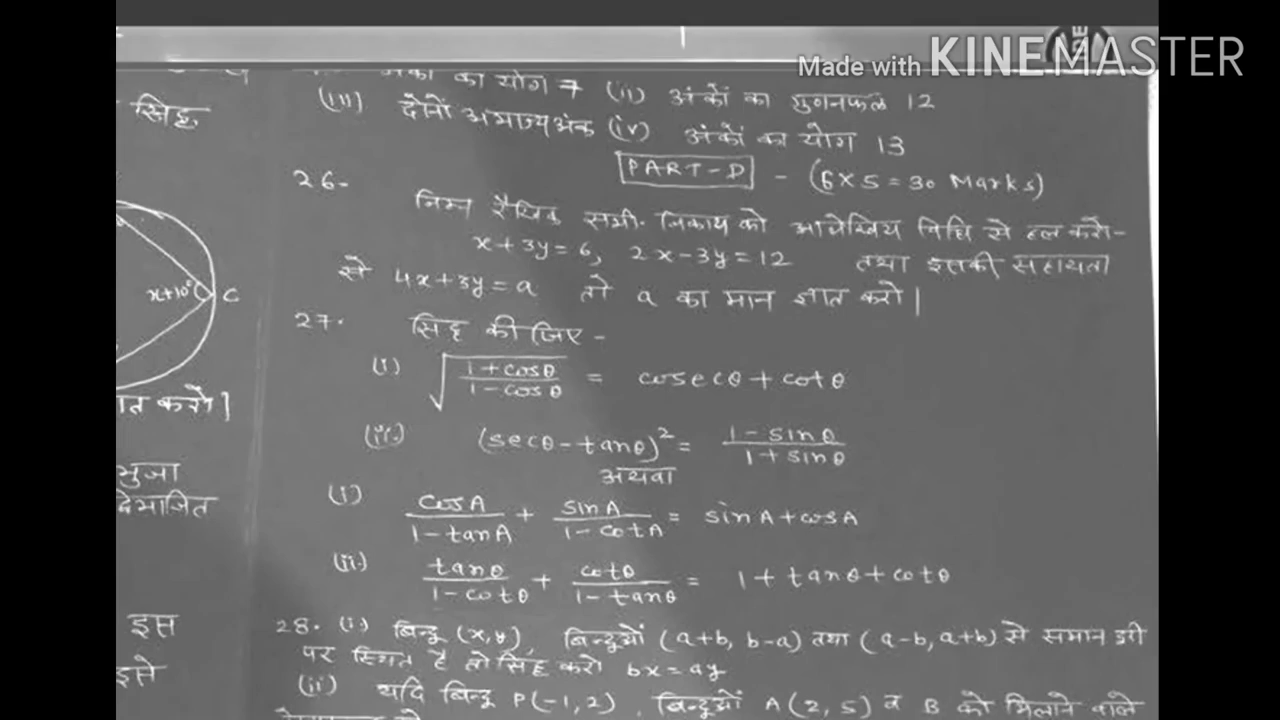 Made with KINEMASTER
अंकों का योग 7 (ii) अंकों का गुणनफल 12
सिद्ध
(iii) दोनों अभाज्य अंक (iv) अंकों का योग 13
PART-D - (6×5=30 Marks)
26- निम्न रैखिक समी. निकाय को आलेखिय विधि से हल करो-
x+3y=6, 2x-3y=12 तथा इसकी सहायता
से 4x+3y=a तो a का मान ज्ञात करो|
x+10° C
27. सिद्ध कीजिए -
(i) √((1+cosθ)/(1-cosθ)) = cosecθ+cotθ
करो|
(ii.) (secθ-tanθ)² = (1-sinθ)/(1+sinθ)
अथवा
भुजा
विभाजित
(i) cosA/(1-tanA) + sinA/(1-cotA) = sinA+cosA
(ii.) tanθ/(1-cotθ) + cotθ/(1-tanθ) = 1+tanθ+cotθ
इस
इसे
28. (i) बिन्दू (x,y), बिन्दूओं (a+b, b-a) तथा (a-b, a+b) से समान दूरी
पर स्थित है तो सिद्ध करो bx=ay
(ii) यदि बिन्दू P(-1,2), बिन्दूओं A(2,5) व B को मिलाने वाले